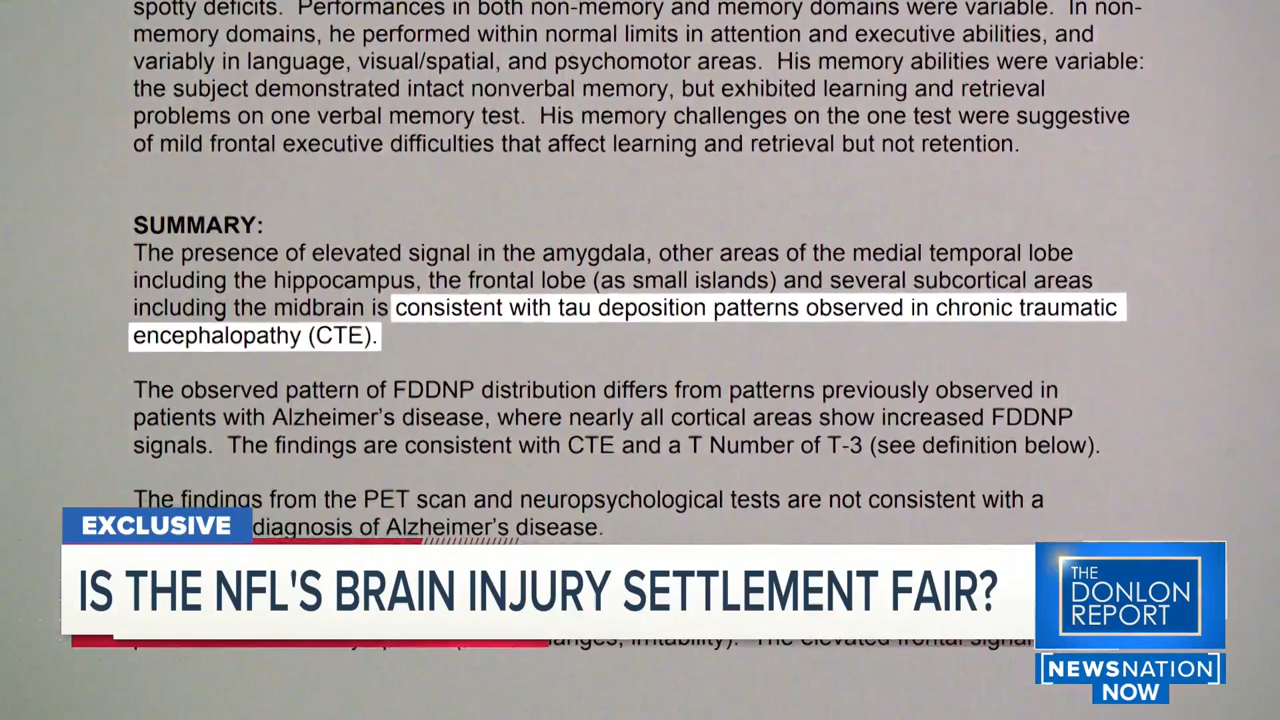 spotty deficits. Performances in both non-memory and memory domains were variable. In non-
memory domains, he performed within normal limits in attention and executive abilities, and
variably in language, visual/spatial, and psychomotor areas. His memory abilities were variable:
the subject demonstrated intact nonverbal memory, but exhibited learning and retrieval
problems on one verbal memory test. His memory challenges on the one test were suggestive
of mild frontal executive difficulties that affect learning and retrieval but not retention.
SUMMARY:
The presence of elevated signal in the amygdala, other areas of the medial temporal lobe
including the hippocampus, the frontal lobe (as small islands) and several subcortical areas
including the midbrain is consistent with tau deposition patterns observed in chronic traumatic
encephalopathy (CTE).
The observed pattern of FDDNP distribution differs from patterns previously observed in
patients with Alzheimer's disease, where nearly all cortical areas show increased FDDNP
signals. The findings are consistent with CTE and a T Number of T-3 (see definition below).
The findings from the PET scan and neuropsychological tests are not consistent with a
diagnosis of Alzheimer's disease.
EXCLUSIVE
IS THE NFL'S BRAIN INJURY SETTLEMENT FAIR?
THE
DONLON
REPORT
NEWSNATION
NOW
irritability). The elevated frontal signal